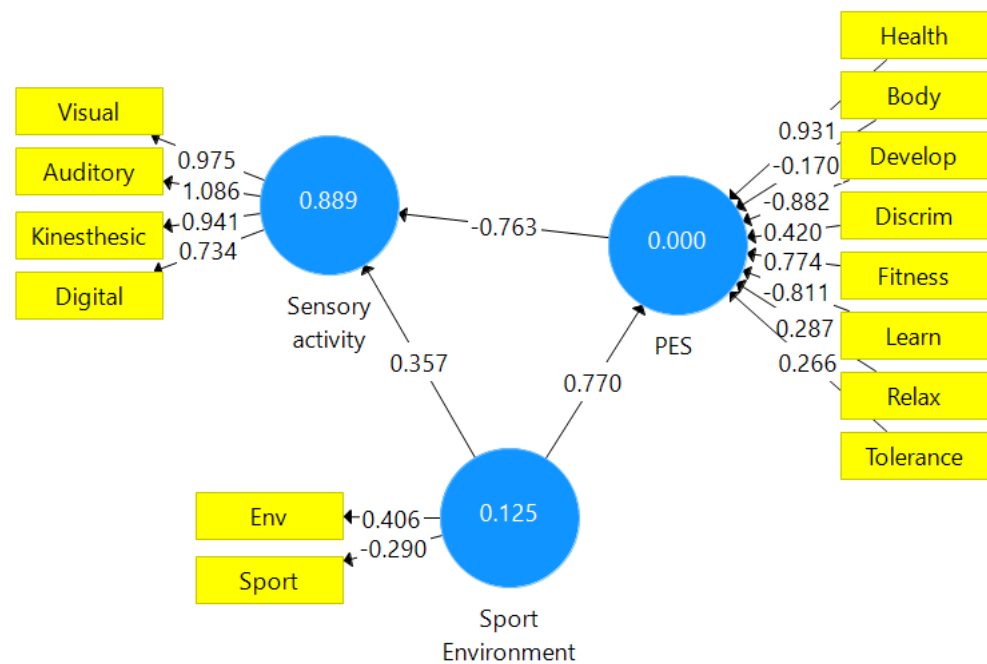 Health
Body
0.931
-0.170
Develop
-0.882
Discrim
0.420
0.774
Fitness
-0.811
Learn
0.287
0.266
Relax
Tolerance
Visual
0.975
Auditory
1.086
0.941
Kinesthesic
0.734
Digital
0.889
Sensory
activity
-0.763
0.000
PES
0.357
0.770
Env
0.406
-0.290
Sport
0.125
Sport
Environment